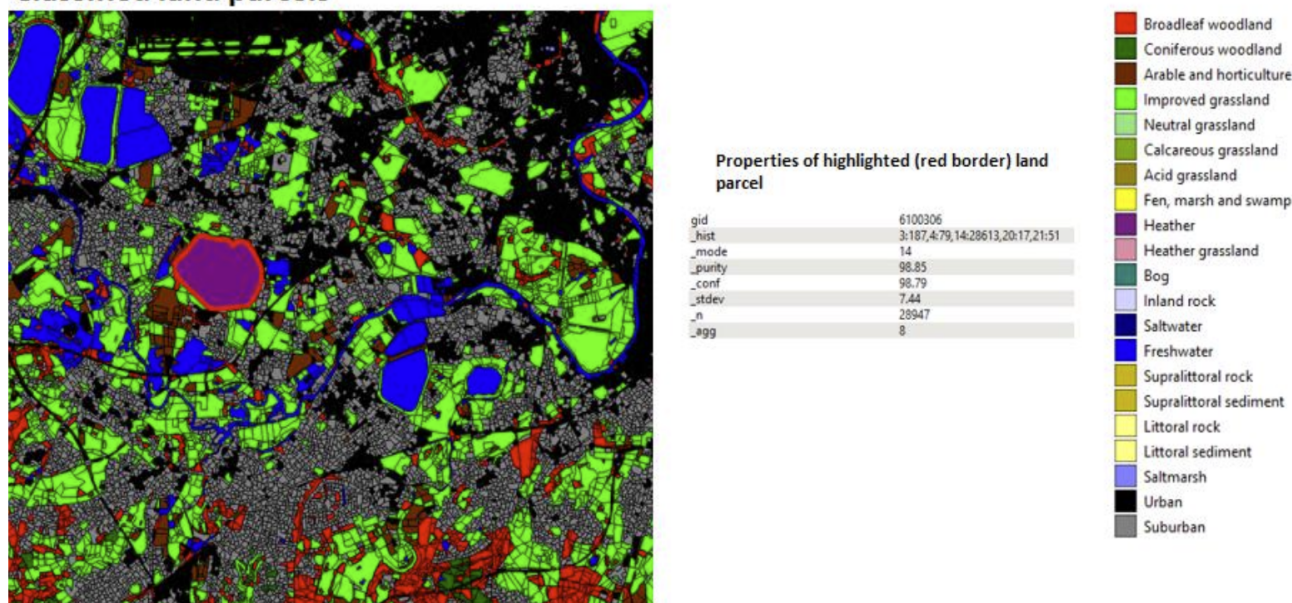 Properties of highlighted (red border) land
parcel
gid 6100306
_hist 3:187,4:79,14:28613,20:17,21:51
_mode 14
_purity 98.85
_conf 98.79
_stdev 7.44
_n 28947
_agg 8
Broadleaf woodland
Coniferous woodland
Arable and horticulture
Improved grassland
Neutral grassland
Calcareous grassland
Acid grassland
Fen, marsh and swamp
Heather
Heather grassland
Bog
Inland rock
Saltwater
Freshwater
Supralittoral rock
Supralittoral sediment
Littoral rock
Littoral sediment
Saltmarsh
Urban
Suburban